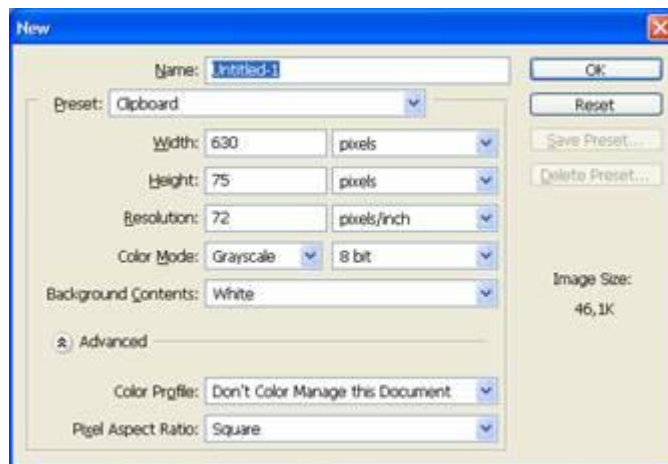 New
Name: Untitled-1
OK
Preset: Clipboard
Reset
Width: 630 pixels
Save Preset...
Height: 75 pixels
Delete Preset...
Resolution: 72 pixels/inch
Color Mode: Grayscale 8 bit
Image Size:
Background Contents: White
46,1K
Advanced
Color Profile: Don't Color Manage this Document
Pixel Aspect Ratio: Square